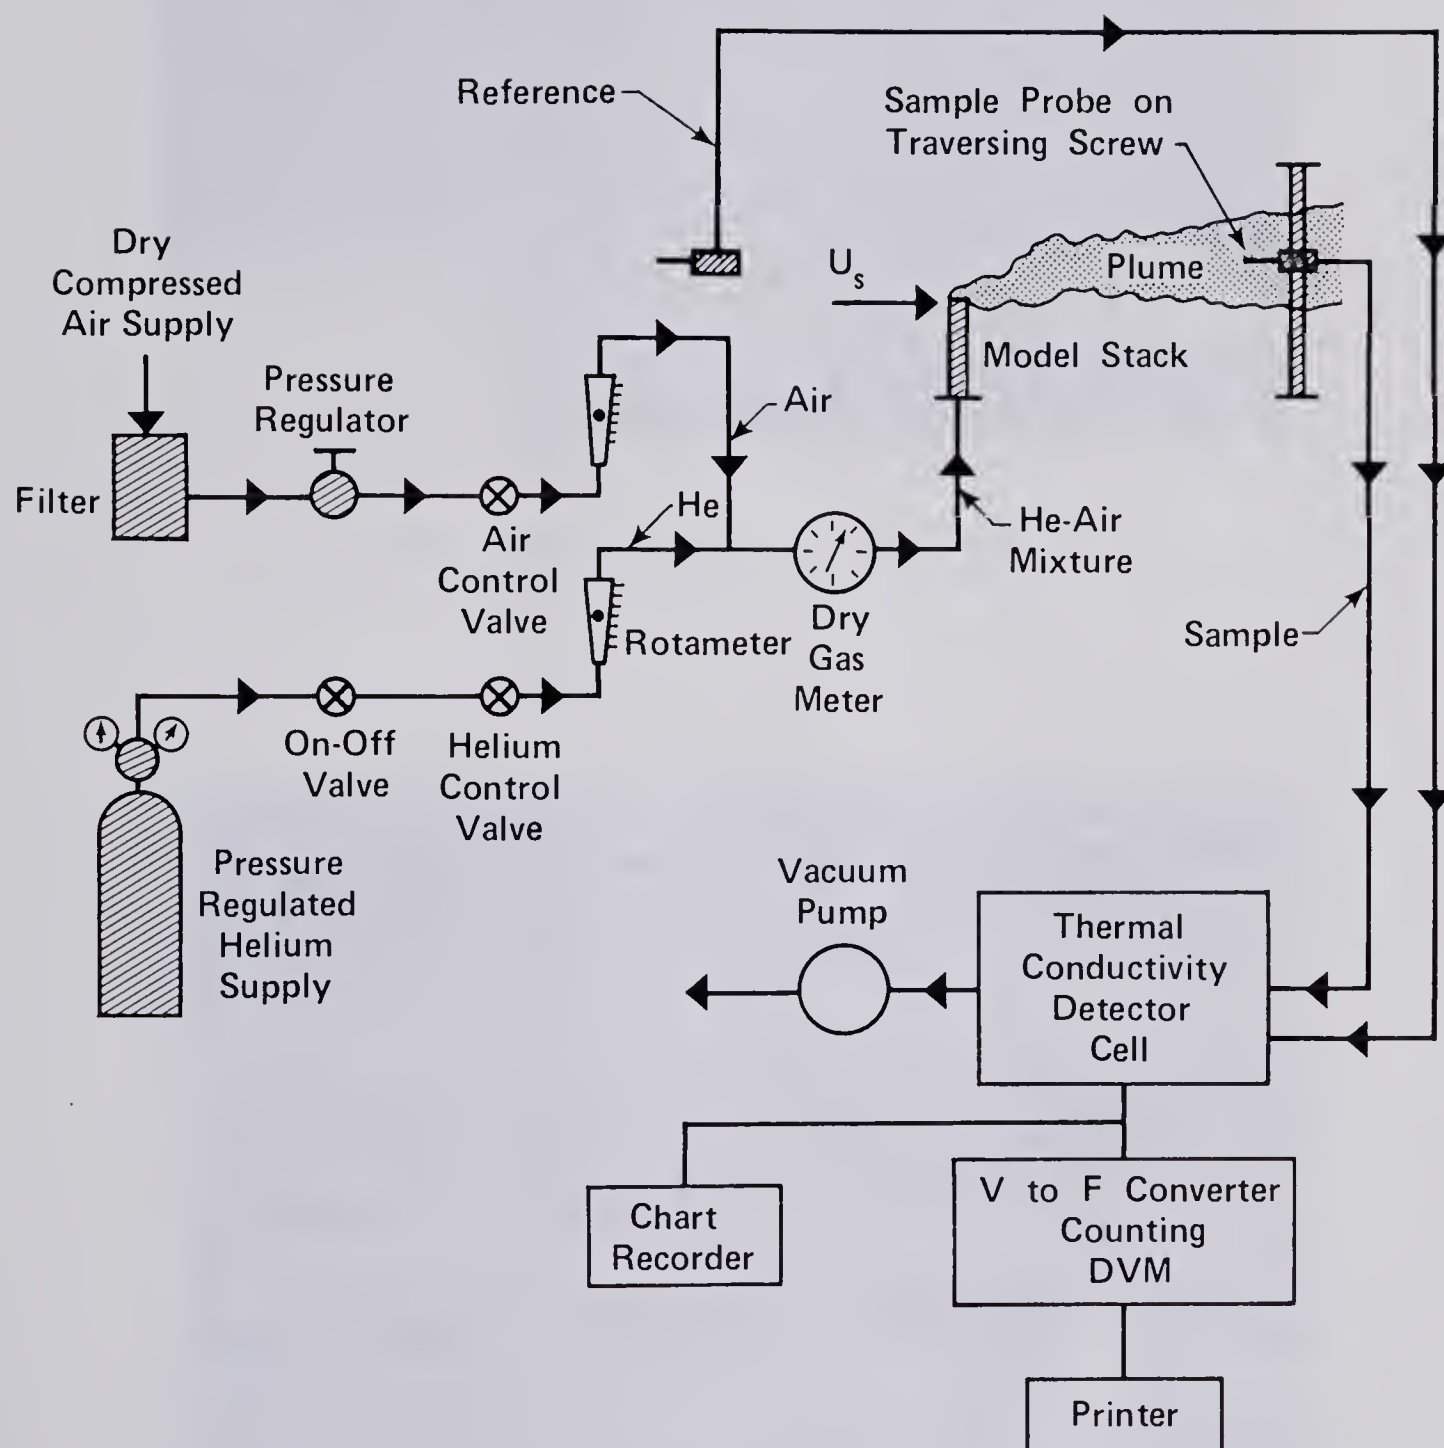 Reference
Sample Probe on
Traversing Screw
Dry
Compressed
Air Supply
U_s
Plume
Model Stack
Pressure
Regulator
Air
Filter
He
Air
Control
Valve
He-Air
Mixture
Rotameter
Dry
Gas
Meter
Sample
On-Off
Valve
Helium
Control
Valve
Pressure
Regulated
Helium
Supply
Vacuum
Pump
Thermal
Conductivity
Detector
Cell
Chart
Recorder
V to F Converter
Counting
DVM
Printer